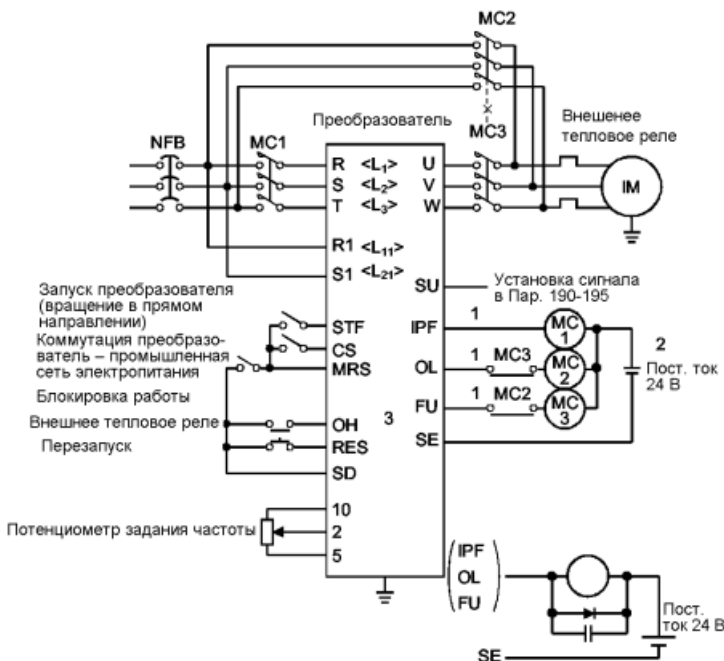 MC2
Преобразователь
MC3
Внешенее
тепловое реле
NFB
MC1
R <L1> U
S <L2> V
T <L3> W
IM
R1 <L11>
S1 <L21>
SU
Установка сигнала
в Пар. 190-195
Запуск преобразователя
(вращение в прямом
направлении)
Коммутация преобразо-
ватель – промышленная
сеть электропитания
Блокировка работы
Внешнее тепловое реле
Перезапуск
STF
CS
MRS
OH
RES
SD
3
IPF
1
MC
1
OL
1
MC3
MC
2
FU
1
MC2
MC
3
SE
2
Пост. ток
24 В
Потенциометр задания частоты
10
2
5
IPF
OL
FU
SE
Пост.
ток 24 В